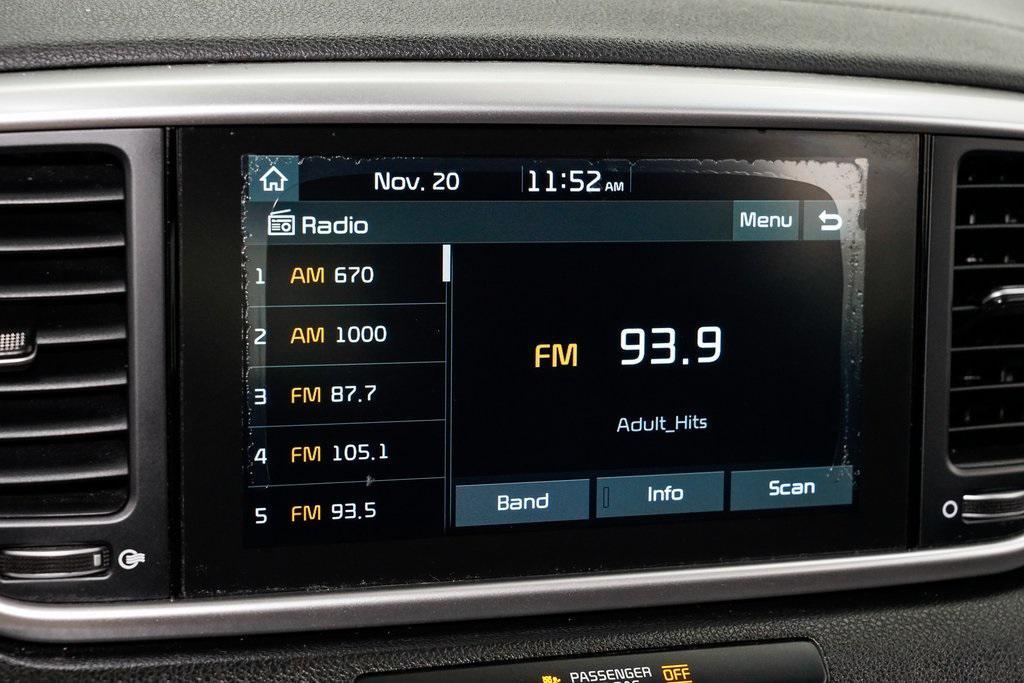 Nov. 20 11:52 AM
Radio Menu
1 AM 670
2 AM 1000
3 FM 87.7
4 FM 105.1
5 FM 93.5
FM 93.9
Adult_Hits
Band Info Scan
PASSENGER OFF